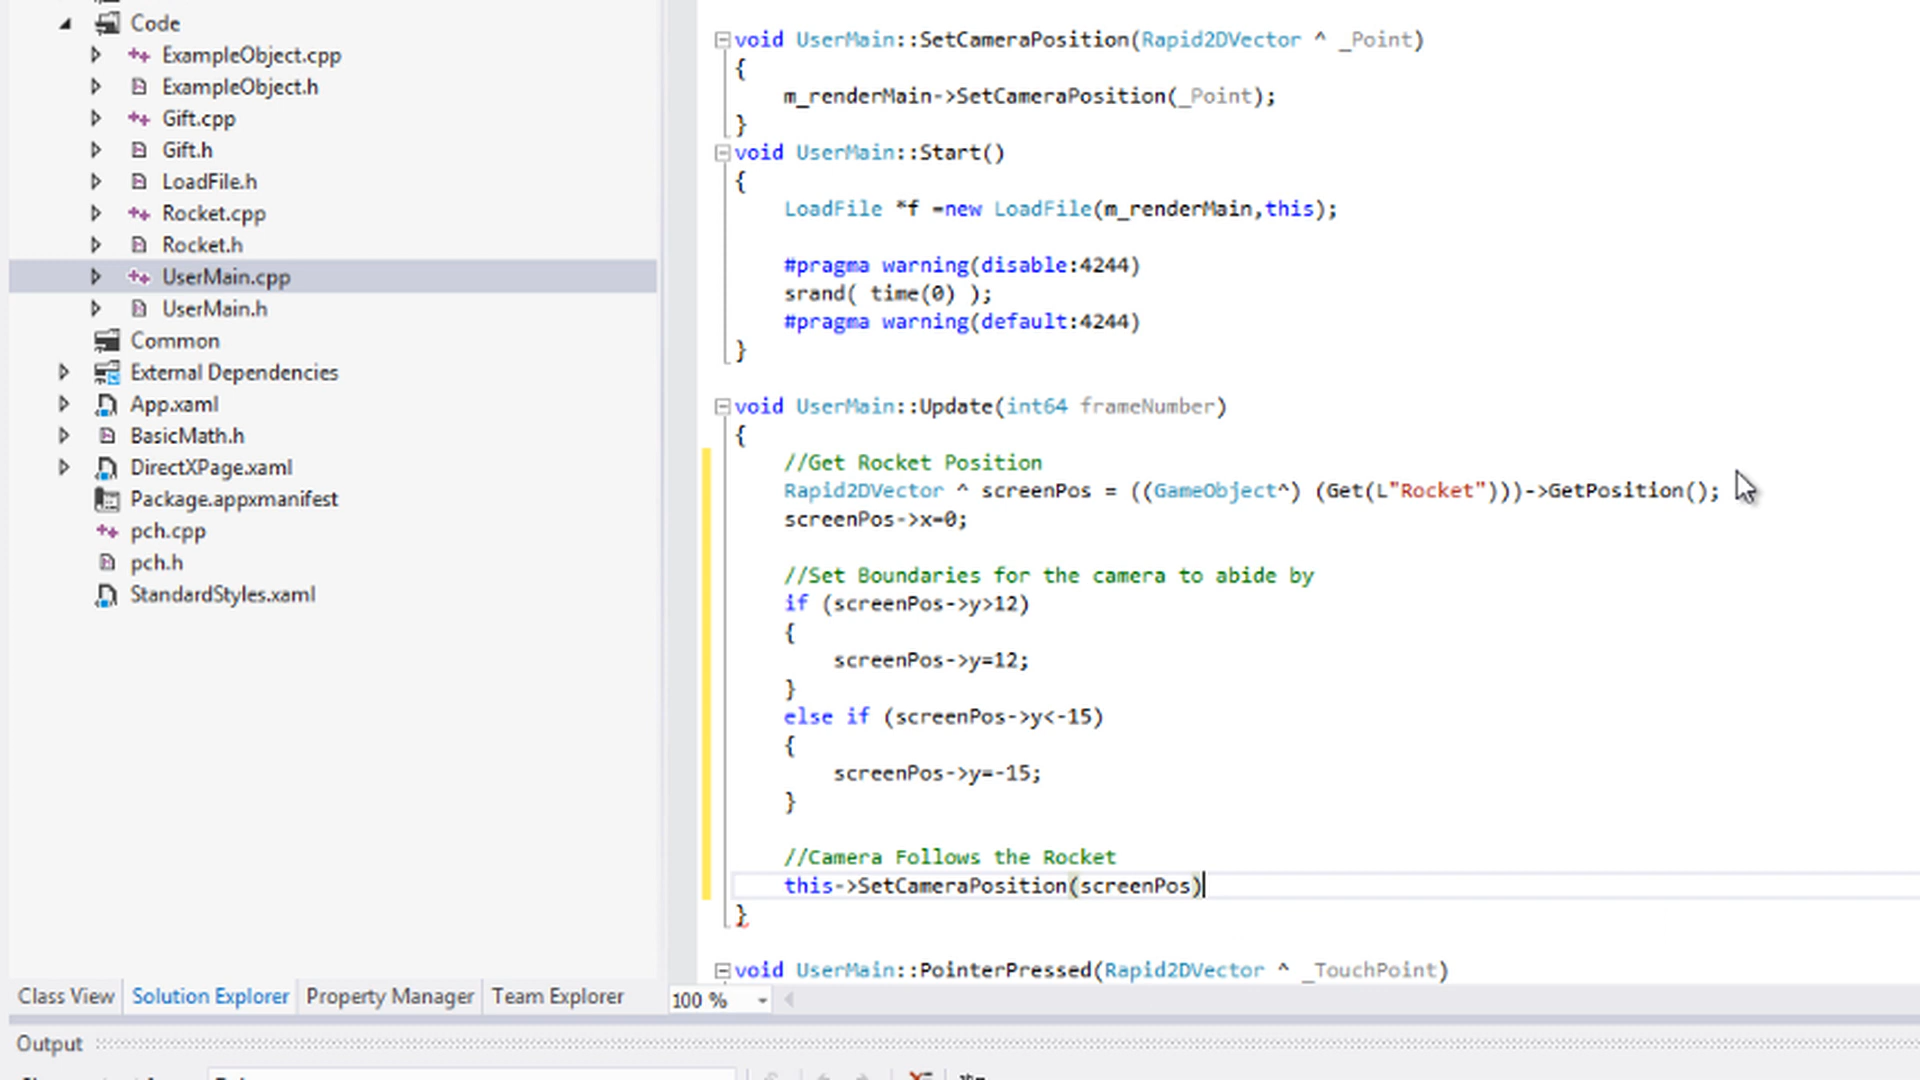 Code
ExampleObject.cpp
ExampleObject.h
Gift.cpp
Gift.h
LoadFile.h
Rocket.cpp
Rocket.h
UserMain.cpp
UserMain.h
Common
External Dependencies
App.xaml
BasicMath.h
DirectXPage.xaml
Package.appxmanifest
pch.cpp
pch.h
StandardStyles.xaml
Class View
Solution Explorer
Property Manager
Team Explorer
void UserMain::SetCameraPosition(Rapid2DVector ^ _Point)
{
m_renderMain->SetCameraPosition(_Point);
}
void UserMain::Start()
{
LoadFile *f =new LoadFile(m_renderMain,this);
#pragma warning(disable:4244)
srand( time(0) );
#pragma warning(default:4244)
}
void UserMain::Update(int64 frameNumber)
{
//Get Rocket Position
Rapid2DVector ^ screenPos = ((GameObject^) (Get(L"Rocket")))->GetPosition();
screenPos->x=0;
//Set Boundaries for the camera to abide by
if (screenPos->y>12)
{
screenPos->y=12;
}
else if (screenPos->y<-15)
{
screenPos->y=-15;
}
//Camera Follows the Rocket
this->SetCameraPosition(screenPos)
}
void UserMain::PointerPressed(Rapid2DVector ^ _TouchPoint)
100 %
Output